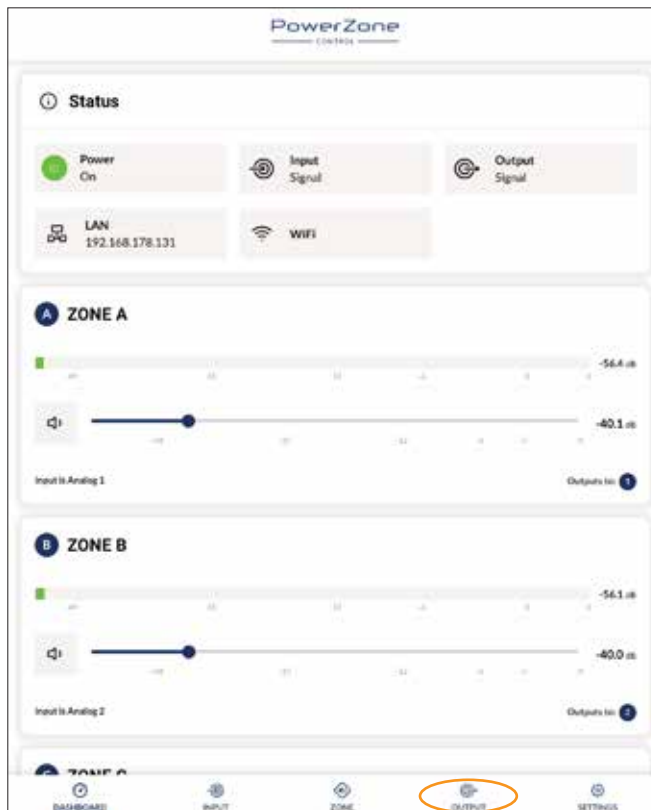 PowerZone
CONTROL
Status
Power
On
Input
Signal
Output
Signal
LAN
192.168.178.131
WiFi
A ZONE A
-56.4 dB
-40.1 dB
Input is Analog 1
Outputs to: 1
B ZONE B
-56.1 dB
-40.0 dB
Input is Analog 2
Outputs to: 2
ZONE C
DASHBOARD
INPUT
ZONE
OUTPUT
SETTINGS